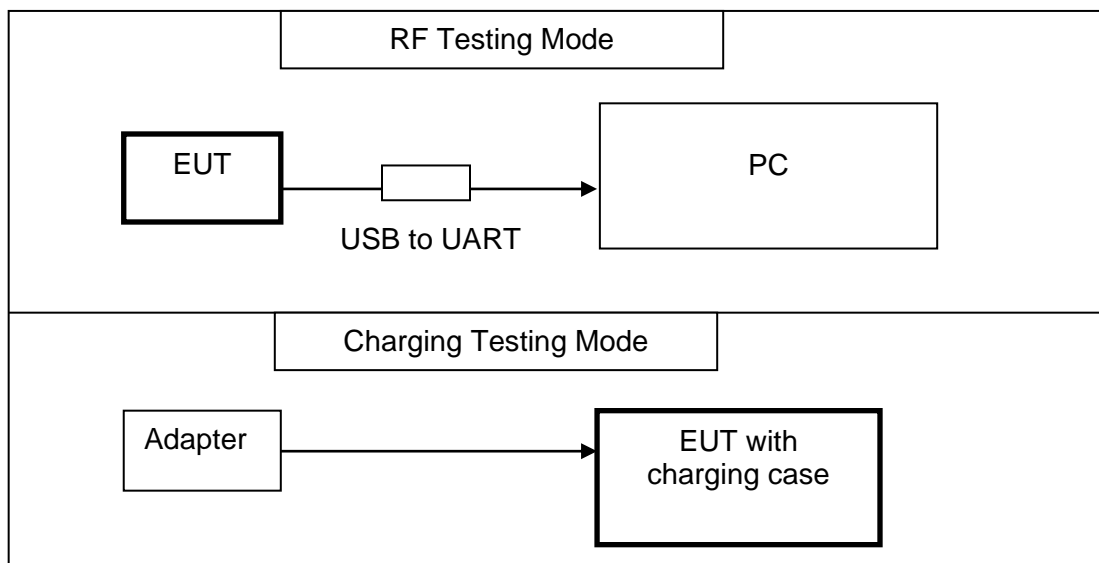 RF Testing Mode
EUT
PC
USB to UART
Charging Testing Mode
Adapter
EUT with
charging case